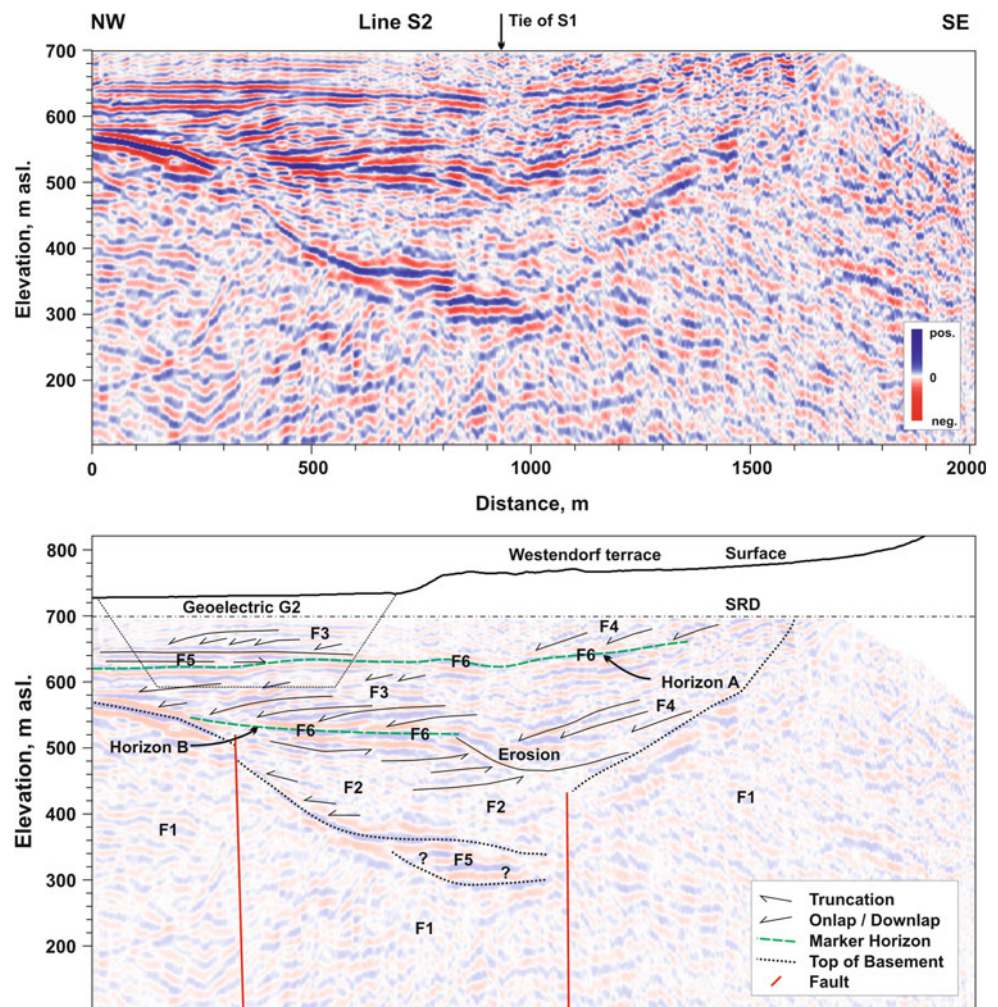 NW Line S2 Tie of S1 SE
700
600
500
400
300
200
Elevation, m asl.
pos.
0
neg.
0 500 1000 1500 2000
Distance, m
800
700
600
500
400
300
200
Elevation, m asl.
Westendorf terrace Surface
Geoelectric G2
SRD
F3 F4
F5 F6 F6
Horizon A
F3
F4
F6 F6
Horizon B Erosion
F2
F2
F1 F1
? F5 ?
F1
Truncation
Onlap / Downlap
Marker Horizon
Top of Basement
Fault